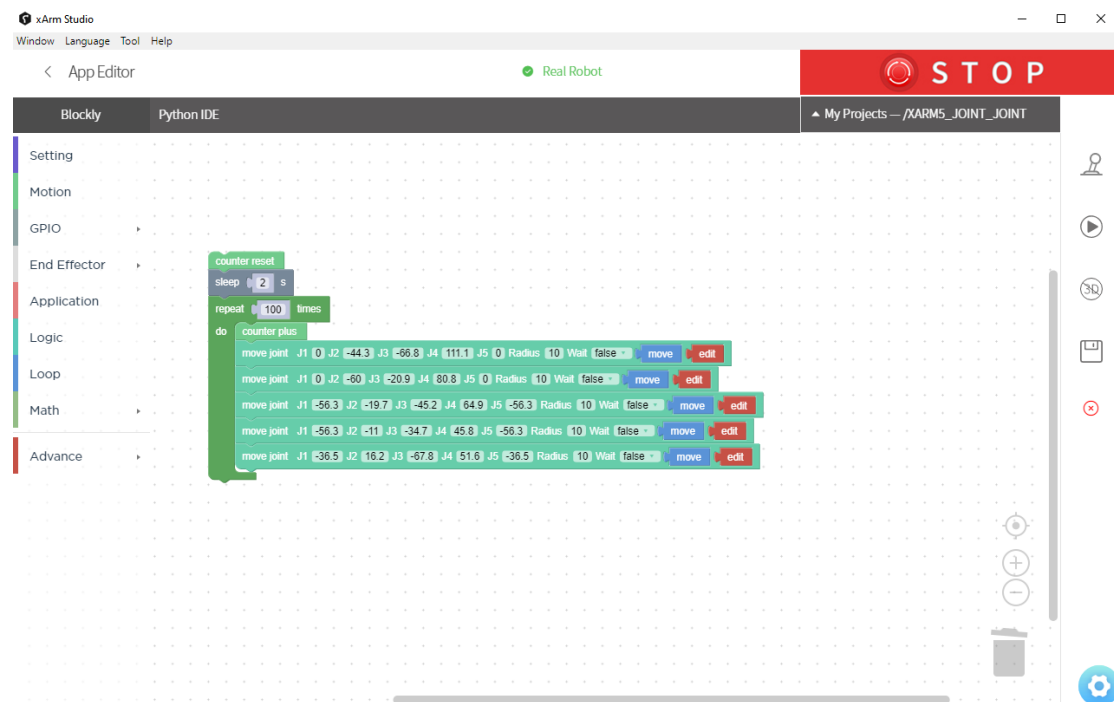 xArm Studio
Window Language Tool Help
App Editor
Real Robot
STOP
Blockly
Python IDE
My Projects — /XARM5_JOINT_JOINT
Setting
Motion
GPIO
End Effector
Application
Logic
Loop
Math
Advance
counter reset
sleep 2 s
repeat 100 times
do counter plus
move joint J1 0 J2 -44.3 J3 -66.8 J4 111.1 J5 0 Radius 10 Wait false move edit
move joint J1 0 J2 -60 J3 -20.9 J4 80.8 J5 0 Radius 10 Wait false move edit
move joint J1 -56.3 J2 -19.7 J3 -45.2 J4 64.9 J5 -56.3 Radius 10 Wait false move edit
move joint J1 -56.3 J2 -11 J3 -34.7 J4 45.8 J5 -56.3 Radius 10 Wait false move edit
move joint J1 -36.5 J2 16.2 J3 -67.8 J4 51.6 J5 -36.5 Radius 10 Wait false move edit
3D